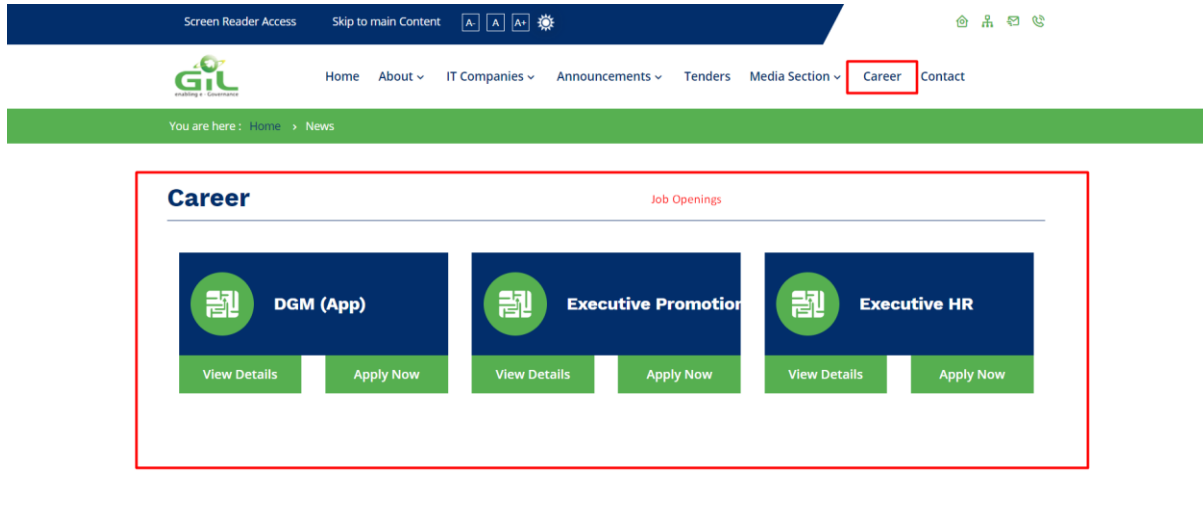 Screen Reader Access Skip to main Content A- A A+
GiL
enabling e - Governance
Home About IT Companies Announcements Tenders Media Section Career Contact
You are here : Home > News
Career
Job Openings
DGM (App) Executive Promotion Executive HR
View Details Apply Now View Details Apply Now View Details Apply Now